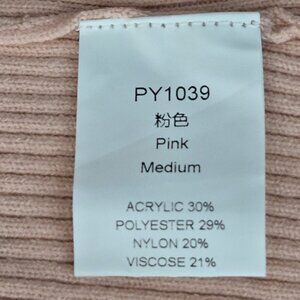 PY1039
粉色
Pink
Medium
ACRYLIC 30%
POLYESTER 29%
NYLON 20%
VISCOSE 21%